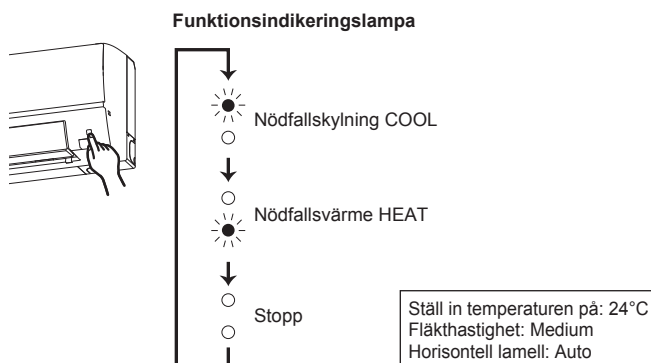 Funktionsindikeringslampa
Nödfallskylning COOL
Nödfallsvärme HEAT
Stopp
Ställ in temperaturen på: 24°C
Fläkthastighet: Medium
Horisontell lamell: Auto